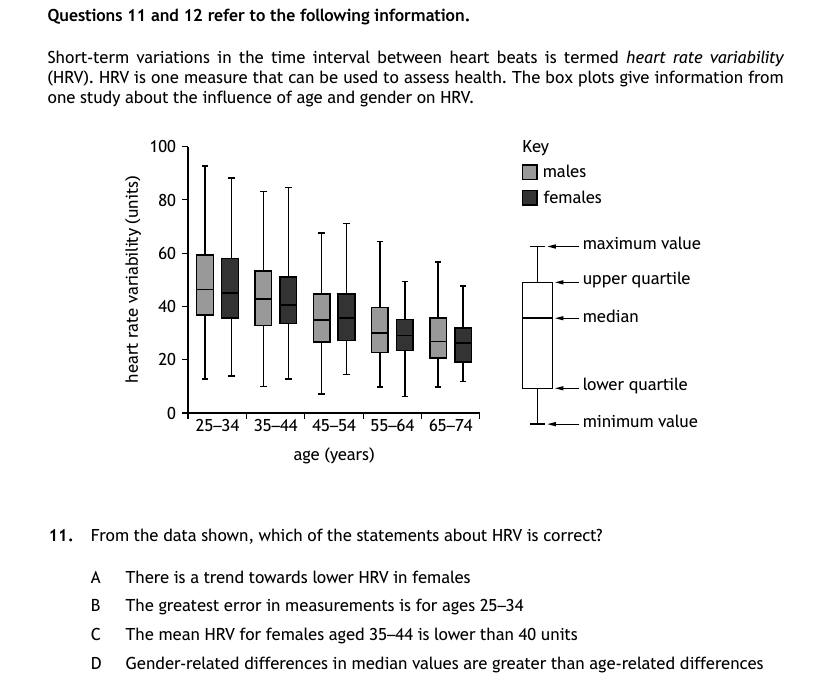 Questions 11 and 12 refer to the following information.
Short-term variations in the time interval between heart beats is termed heart rate variability
(HRV). HRV is one measure that can be used to assess health. The box plots give information from
one study about the influence of age and gender on HRV.
heart rate variability (units)
100
80
60
40
20
0
25–34 35–44 45–54 55–64 65–74
age (years)
Key
males
females
maximum value
upper quartile
median
lower quartile
minimum value
11. From the data shown, which of the statements about HRV is correct?
A There is a trend towards lower HRV in females
B The greatest error in measurements is for ages 25–34
C The mean HRV for females aged 35–44 is lower than 40 units
D Gender-related differences in median values are greater than age-related differences